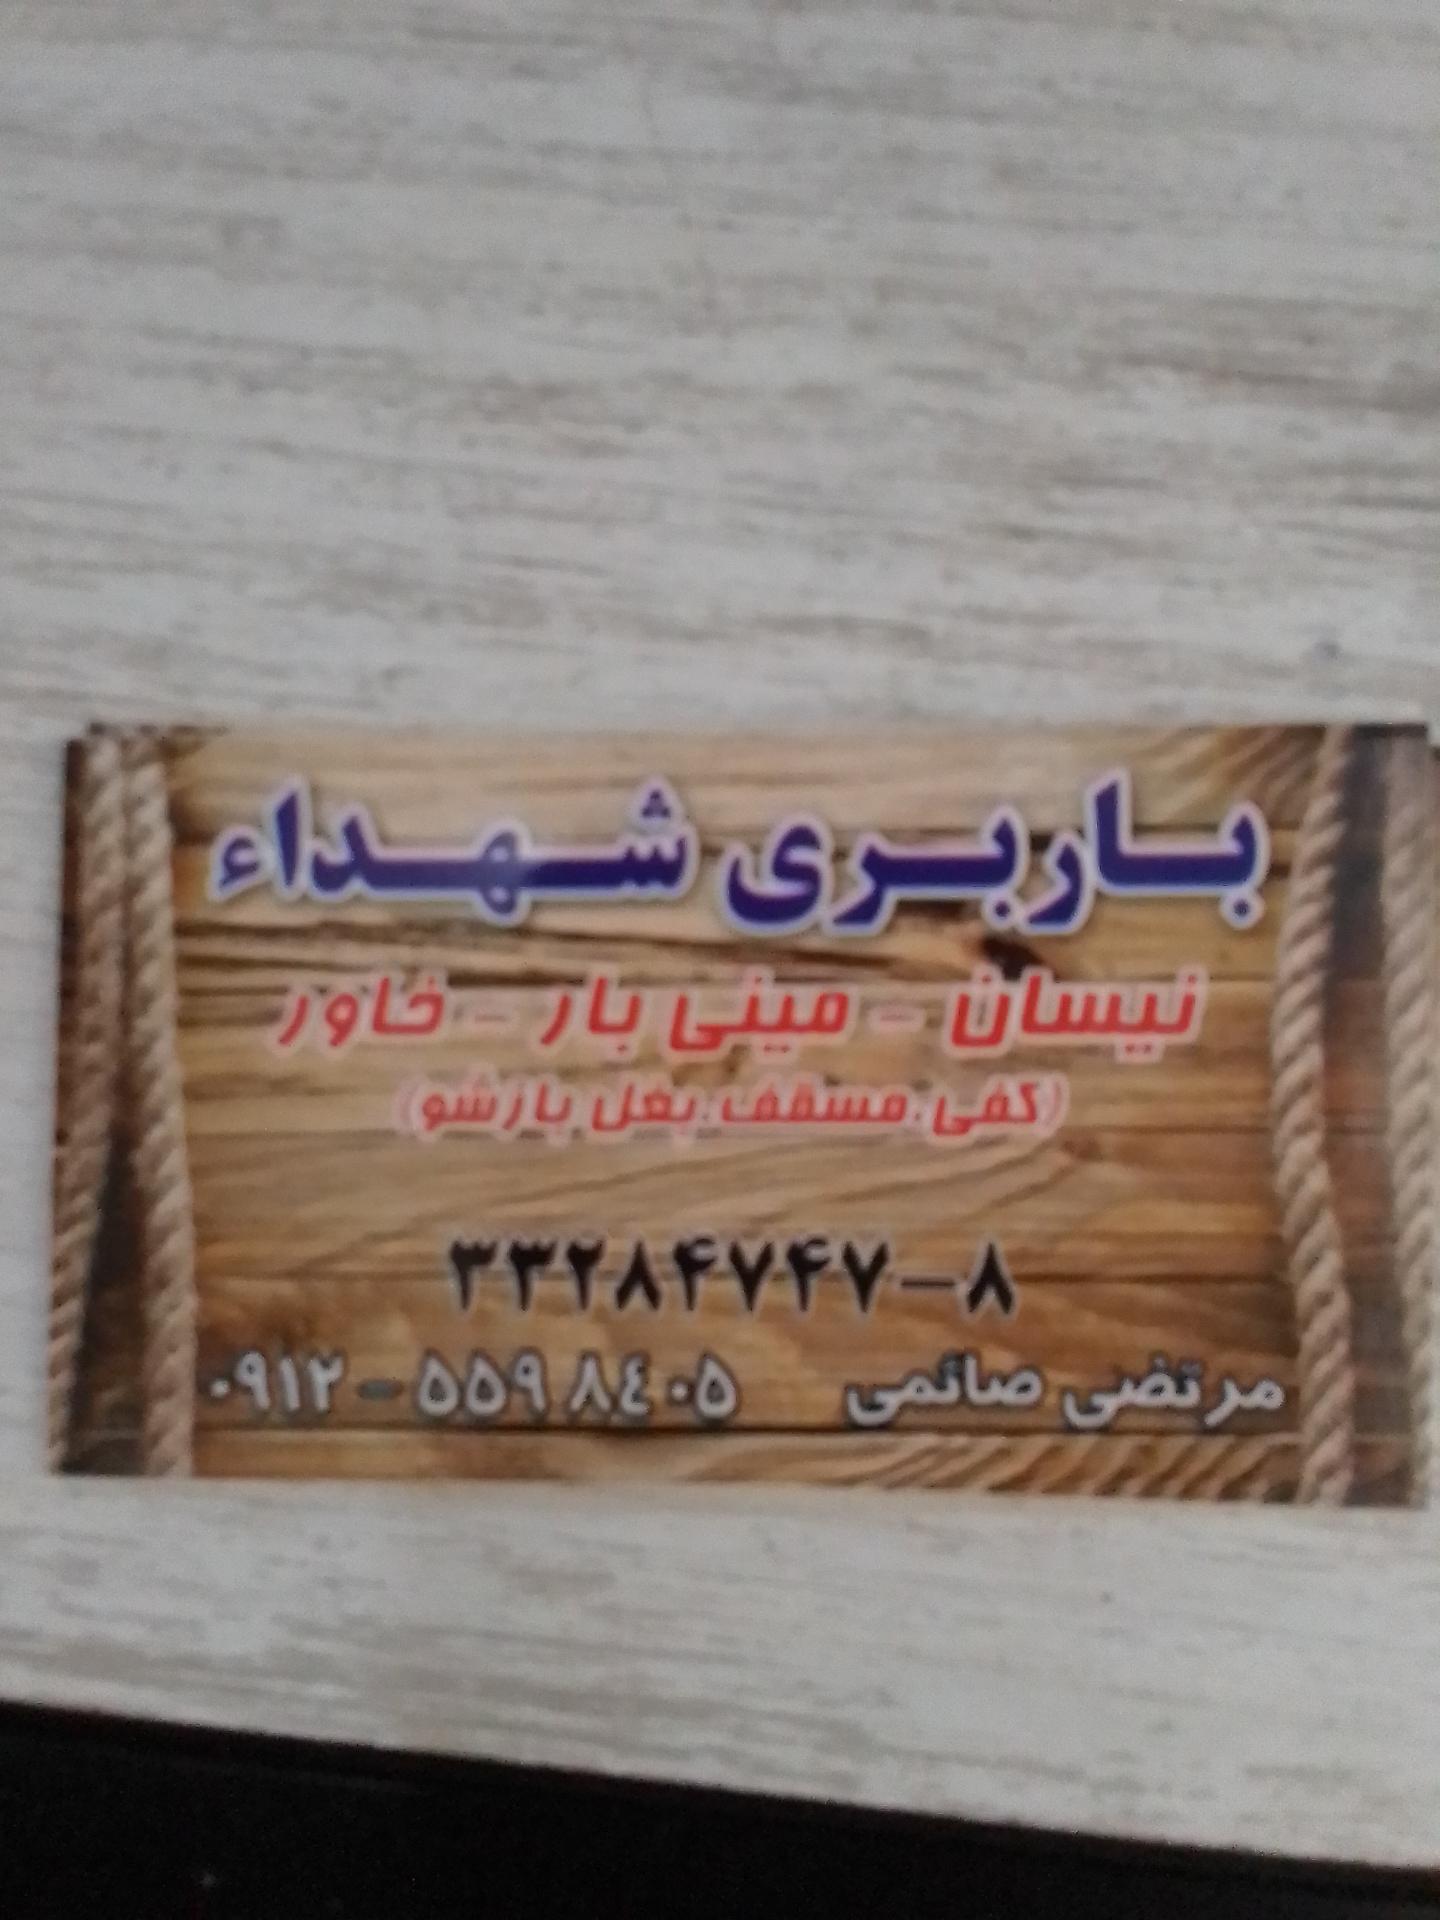 باربری شهداء
نیسان - مینی بار - خاور
(کفی.مسقف.بغل بازشو)
۳۳۲۸۴۷۴۷-۸
مرتضی صائمی ۰۹۱۲ - ۵۵۹ ۸٤۰۵